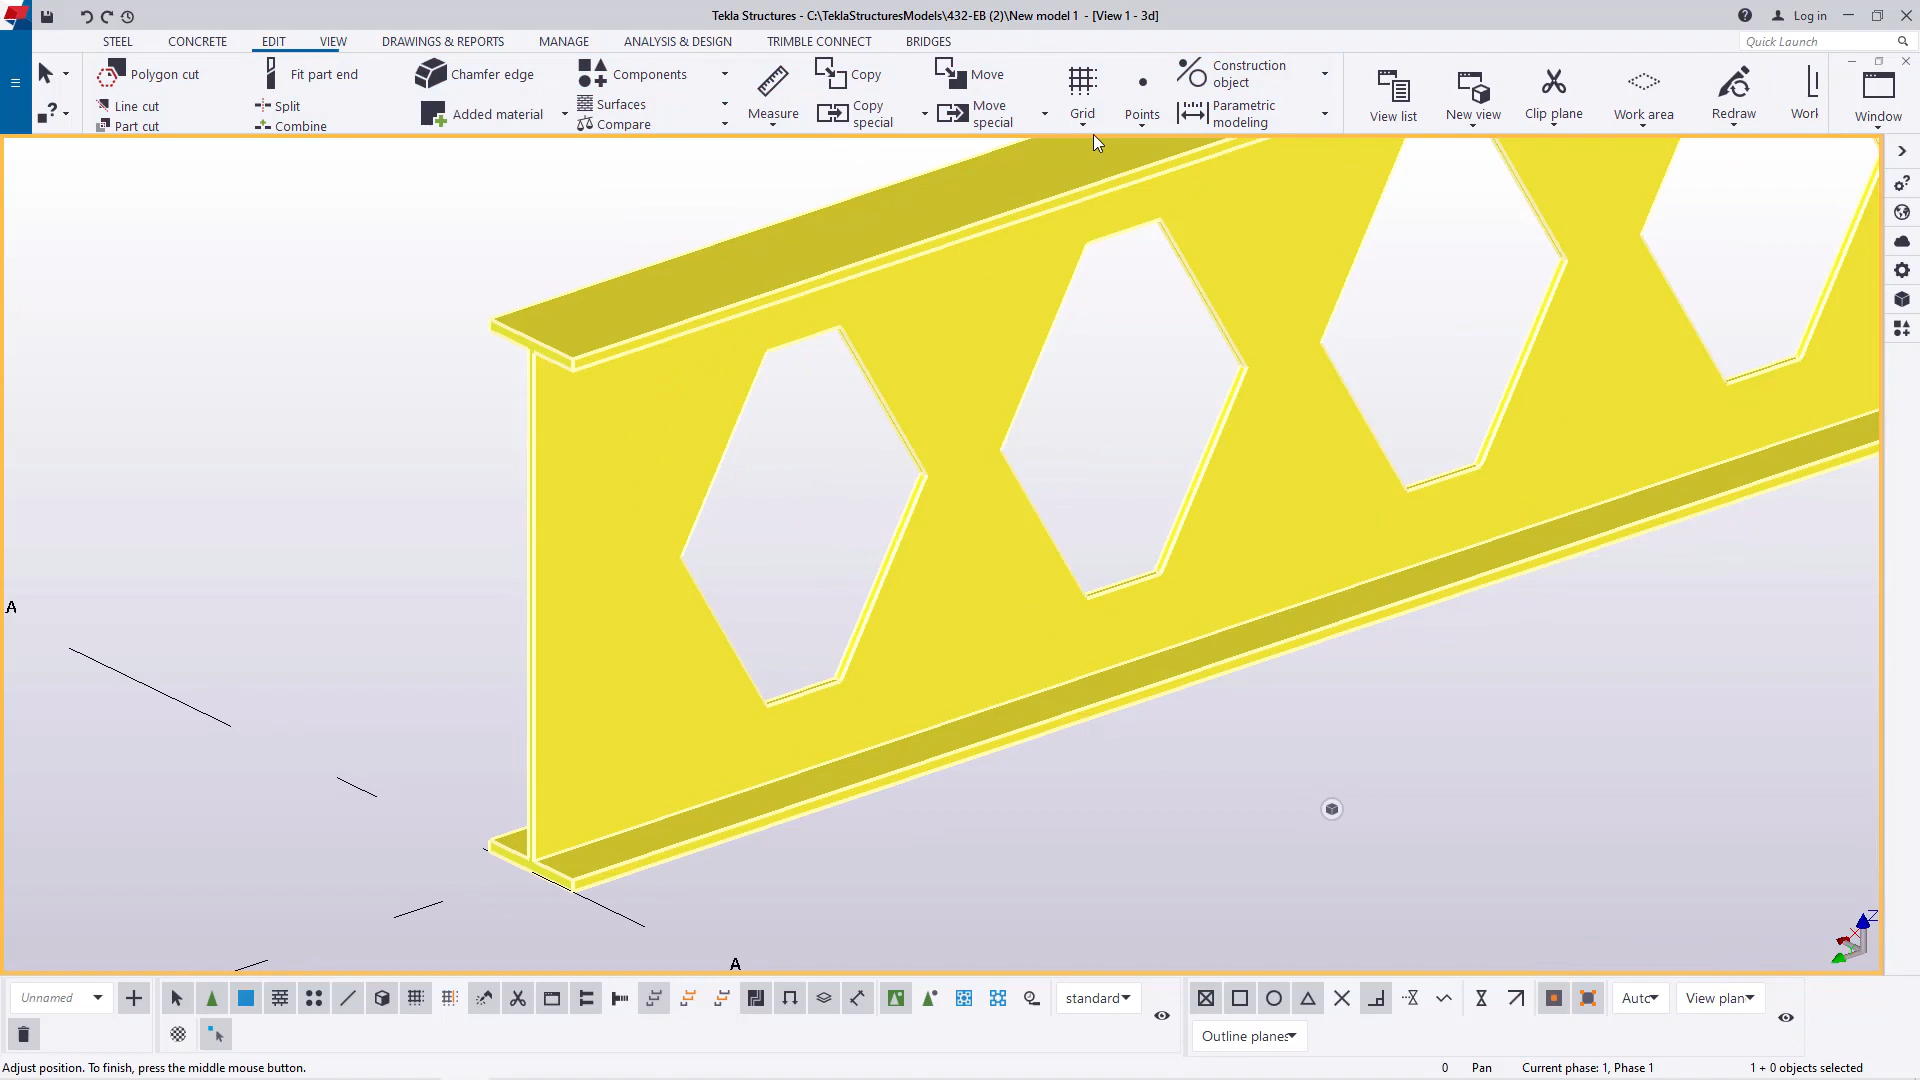 Tekla Structures - C:\TeklaStructuresModels\432-EB (2)\New model 1 - [View 1 - 3d]
Log in
STEEL CONCRETE EDIT VIEW DRAWINGS & REPORTS MANAGE ANALYSIS & DESIGN TRIMBLE CONNECT BRIDGES
Quick Launch
Polygon cut
Line cut
Part cut
Fit part end
Split
Combine
Chamfer edge
Added material
Components
Surfaces
Compare
Measure
Copy
Copy
special
Move
Move
special
Grid
Points
Construction
object
Parametric
modeling
View list
New view
Clip plane
Work area
Redraw
Work
Window
A
A
Z
X
Unnamed
standard
Auto
View plan
Outline planes
Adjust position. To finish, press the middle mouse button.
0
Pan
Current phase: 1, Phase 1
1 + 0 objects selected